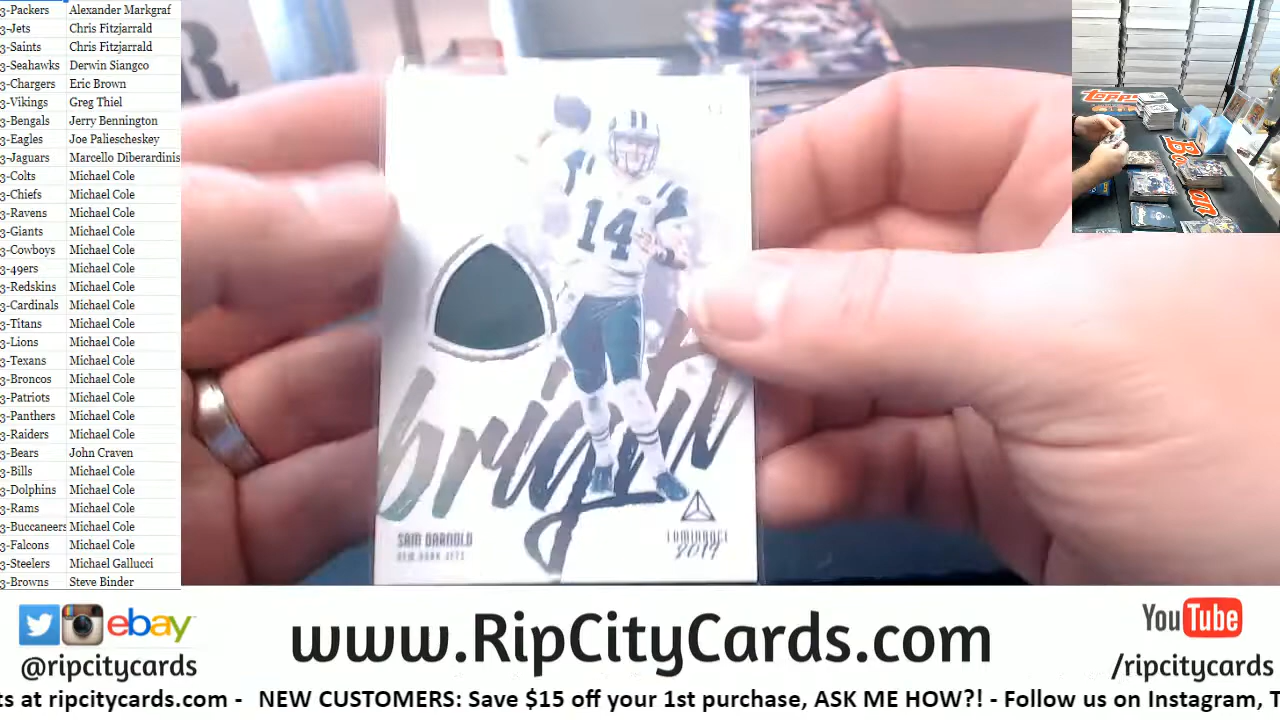 3-Packers Alexander Markgraf
3-Jets Chris Fitzjarrald
3-Saints Chris Fitzjarrald
3-Seahawks Derwin Siangco
3-Chargers Eric Brown
3-Vikings Greg Thiel
3-Bengals Jerry Bennington
3-Eagles Joe Paliescheskey
3-Jaguars Marcello Diberardinis
3-Colts Michael Cole
3-Chiefs Michael Cole
3-Ravens Michael Cole
3-Giants Michael Cole
3-Cowboys Michael Cole
3-49ers Michael Cole
3-Redskins Michael Cole
3-Cardinals Michael Cole
3-Titans Michael Cole
3-Lions Michael Cole
3-Texans Michael Cole
3-Broncos Michael Cole
3-Patriots Michael Cole
3-Panthers Michael Cole
3-Raiders Michael Cole
3-Bears John Craven
3-Bills Michael Cole
3-Dolphins Michael Cole
3-Rams Michael Cole
3-Buccaneers Michael Cole
3-Falcons Michael Cole
3-Steelers Michael Gallucci
3-Browns Steve Binder
14
bright
SAM DARNOLD
NEW YORK JETS
LUMINANCE
2019
Topps
ebay
@ripcitycards
www.RipCityCards.com
YouTube
/ripcitycards
ts at ripcitycards.com - NEW CUSTOMERS: Save $15 off your 1st purchase, ASK ME HOW?! - Follow us on Instagram, T